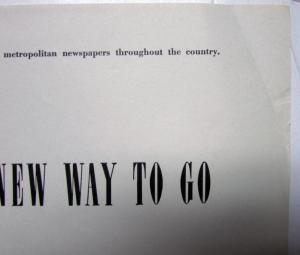 metropolitan newspapers throughout the country.
NEW WAY TO GO